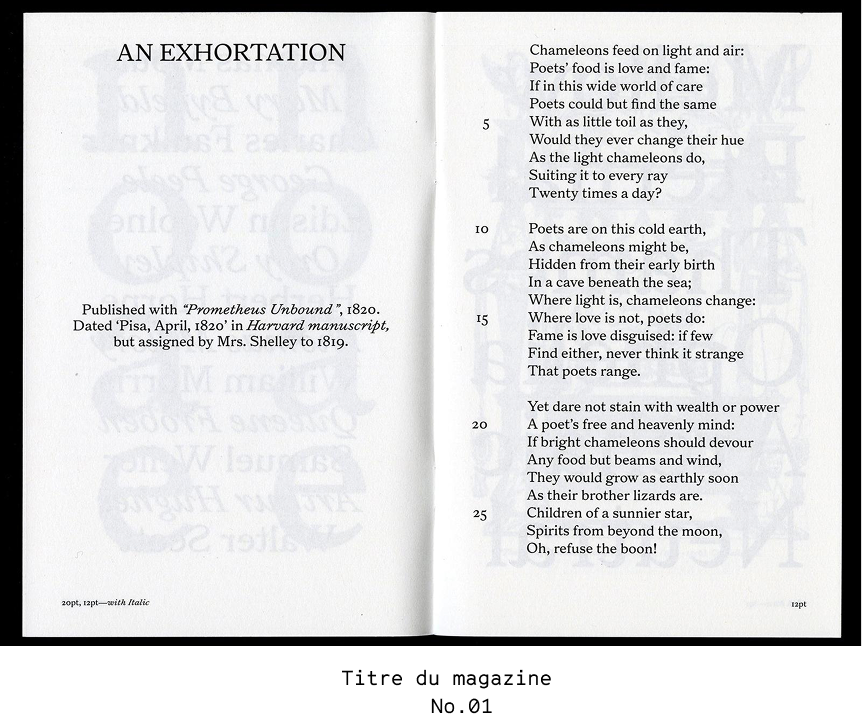 AN EXHORTATION
Published with “Prometheus Unbound”, 1820.
Dated ‘Pisa, April, 1820’ in Harvard manuscript,
but assigned by Mrs. Shelley to 1819.
20pt, 12pt—with Italic
Chameleons feed on light and air:
Poets’ food is love and fame:
If in this wide world of care
Poets could but find the same
5 With as little toil as they,
Would they ever change their hue
As the light chameleons do,
Suiting it to every ray
Twenty times a day?
10 Poets are on this cold earth,
As chameleons might be,
Hidden from their early birth
In a cave beneath the sea;
Where light is, chameleons change:
15 Where love is not, poets do:
Fame is love disguised: if few
Find either, never think it strange
That poets range.
Yet dare not stain with wealth or power
20 A poet’s free and heavenly mind:
If bright chameleons should devour
Any food but beams and wind,
They would grow as earthly soon
As their brother lizards are.
25 Children of a sunnier star,
Spirits from beyond the moon,
Oh, refuse the boon!
12pt
Titre du magazine
No.01